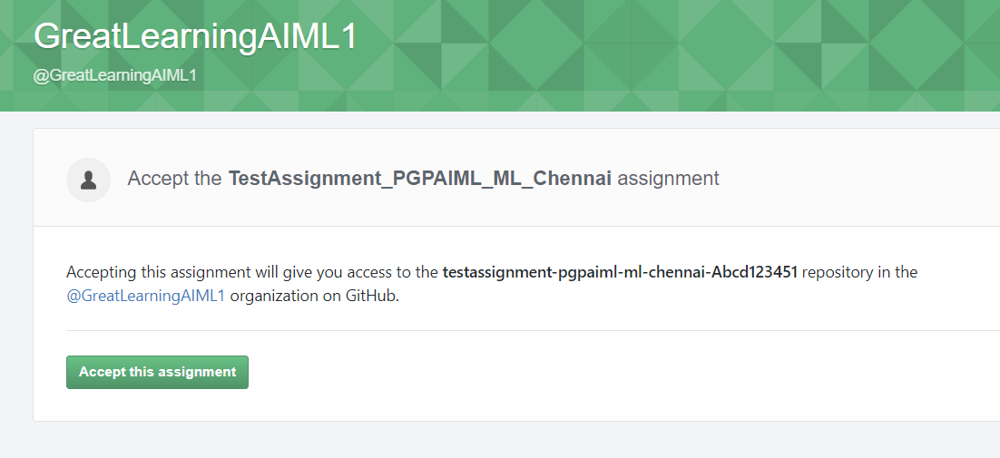 GreatLearningAIML1
@GreatLearningAIML1
Accept the TestAssignment_PGPAIML_ML_Chennai assignment
Accepting this assignment will give you access to the testassignment-pgpaiml-ml-chennai-Abcd123451 repository in the
@GreatLearningAIML1 organization on GitHub.
Accept this assignment